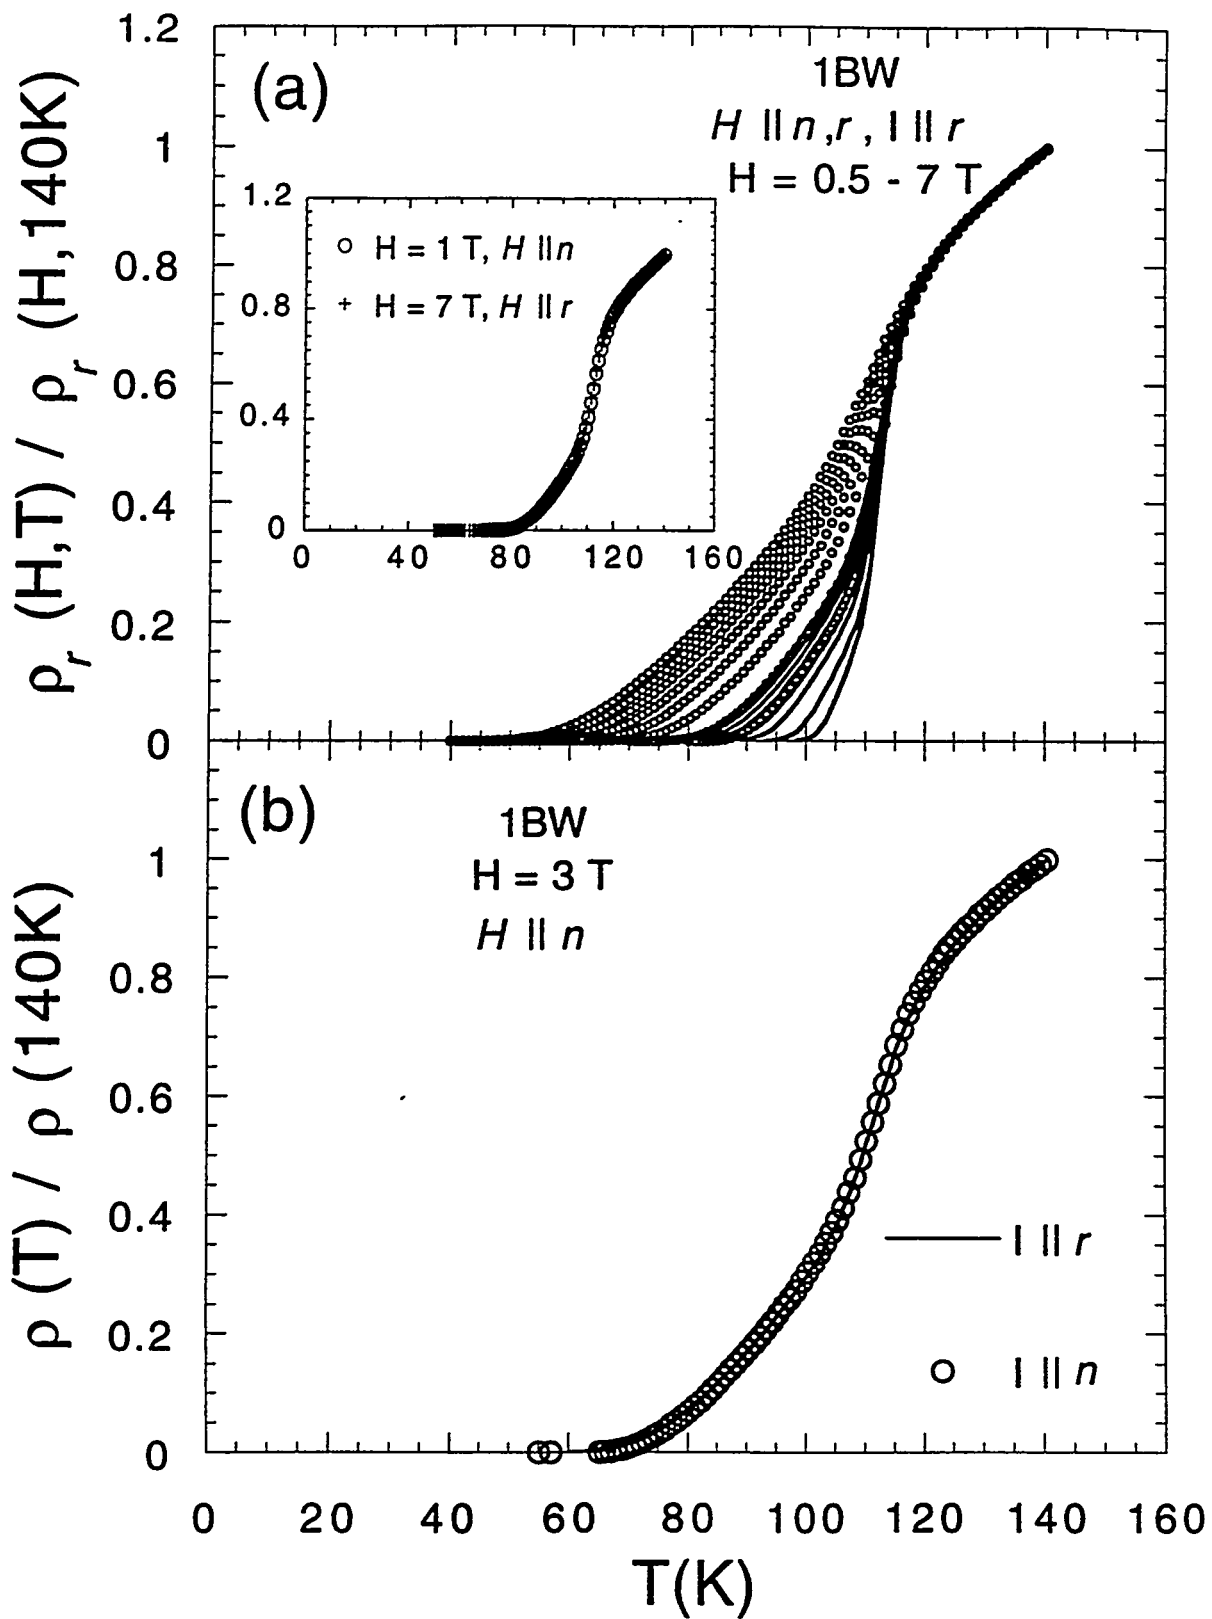 (a)
1BW
H || n,r, I || r
H = 0.5 - 7 T
ρr (H,T) / ρr (H,140K)
1.2
1
0.8
0.6
0.4
0.2
0
1.2
0.8
0.4
0
0 40 80 120 160
o H = 1 T, H || n
+ H = 7 T, H || r
(b)
1BW
H = 3 T
H || n
ρ (T) / ρ (140K)
1
0.8
0.6
0.4
0.2
0
I || r
I || n
0 20 40 60 80 100 120 140 160
T(K)